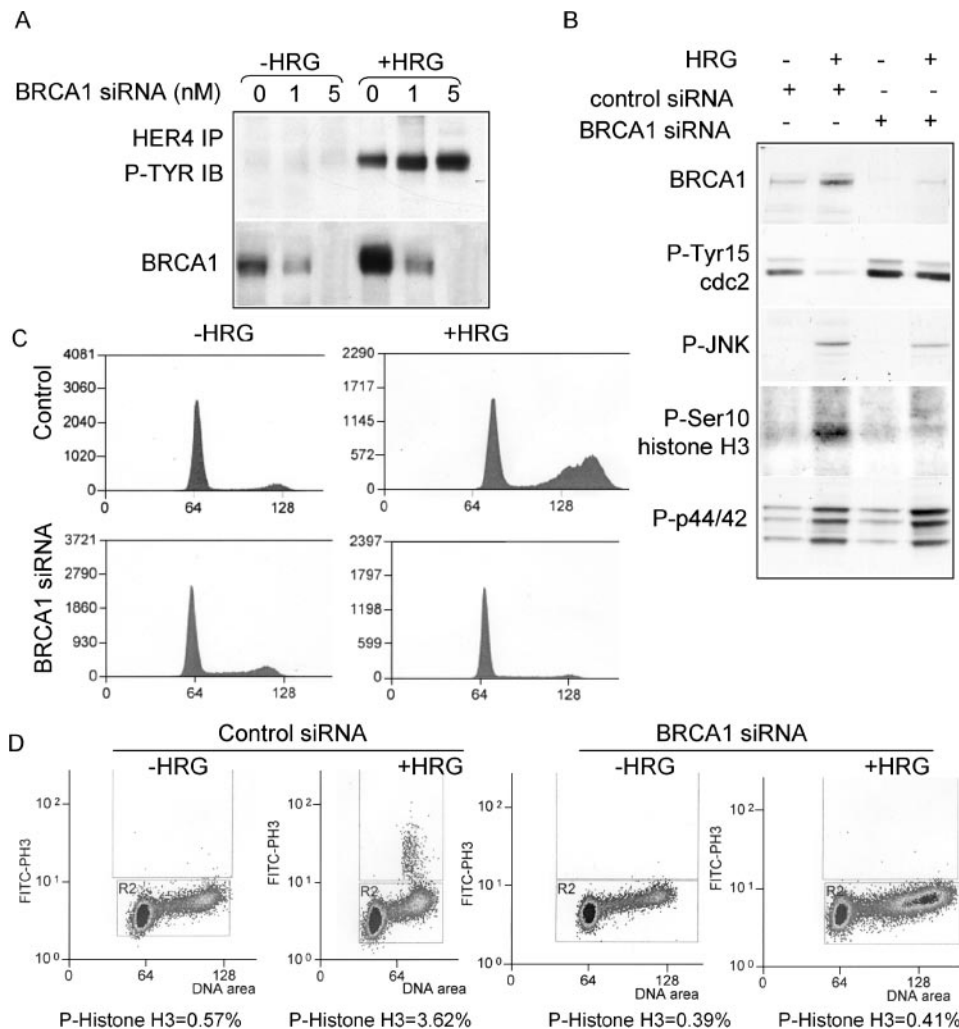 A
-HRG +HRG
BRCA1 siRNA (nM) 0 1 5 0 1 5
HER4 IP
P-TYR IB
BRCA1
B
HRG - + - +
control siRNA + + - -
BRCA1 siRNA - - + +
BRCA1
P-Tyr15
cdc2
P-JNK
P-Ser10
histone H3
P-p44/42
C
-HRG +HRG
Control
4081
3060
2040
1020
0
0 64 128
2290
1717
1145
572
0
0 64 128
BRCA1 siRNA
3721
2790
1860
930
0
0 64 128
2397
1797
1198
599
0
0 64 128
D
Control siRNA BRCA1 siRNA
-HRG +HRG -HRG +HRG
FITC-PH3
10²
10¹
10⁰
R2
0 64 128
DNA area
P-Histone H3=0.57%
FITC-PH3
10²
10¹
10⁰
R2
0 64
DNA area
P-Histone H3=3.62%
FITC-PH3
10²
10¹
10⁰
R2
0 64 128
DNA area
P-Histone H3=0.39%
FITC-PH3
10²
10¹
10⁰
R2
0 64 128
DNA area
P-Histone H3=0.41%